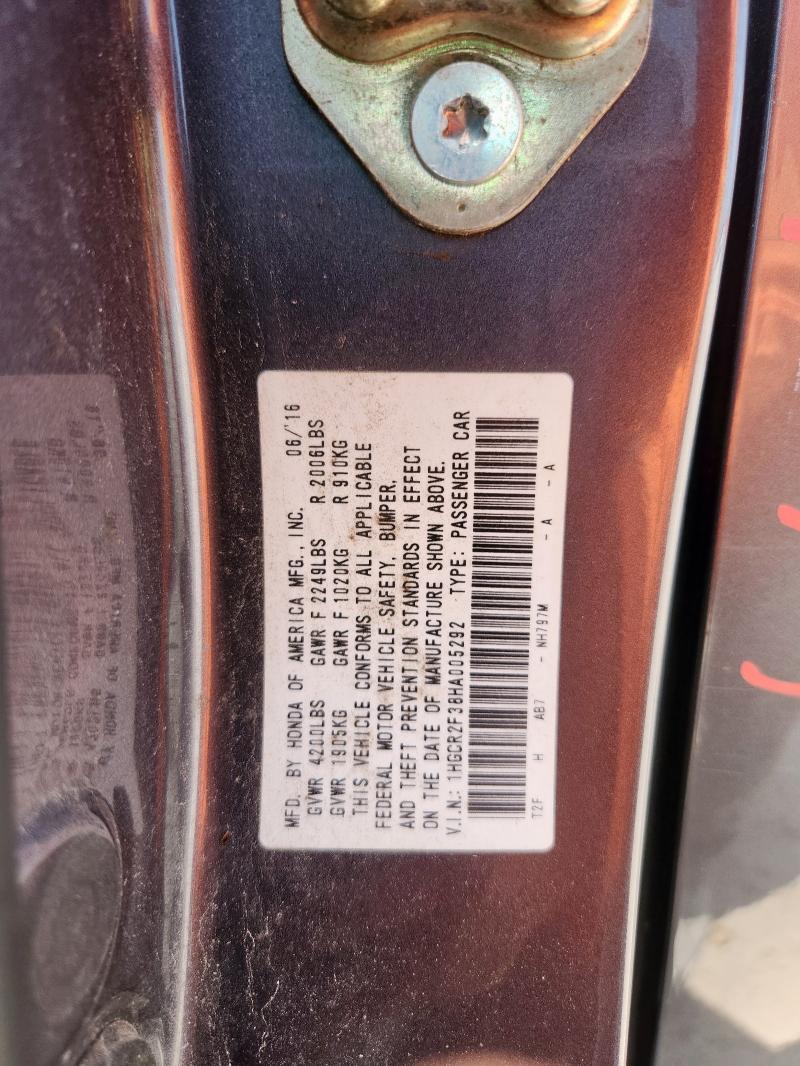 MFD. BY HONDA OF AMERICA MFG., INC. 06/'16
GVWR 4200LBS GAWR F 2249LBS R 2006LBS
GVWR 1905KG GAWR F 1020KG R 910KG
THIS VEHICLE CONFORMS TO ALL APPLICABLE
FEDERAL MOTOR VEHICLE SAFETY, BUMPER,
AND THEFT PREVENTION STANDARDS IN EFFECT
ON THE DATE OF MANUFACTURE SHOWN ABOVE.
V.I.N.: 1HGCR2F38HA005292 TYPE: PASSENGER CAR
T2F H AB7 - NH797M - A - A